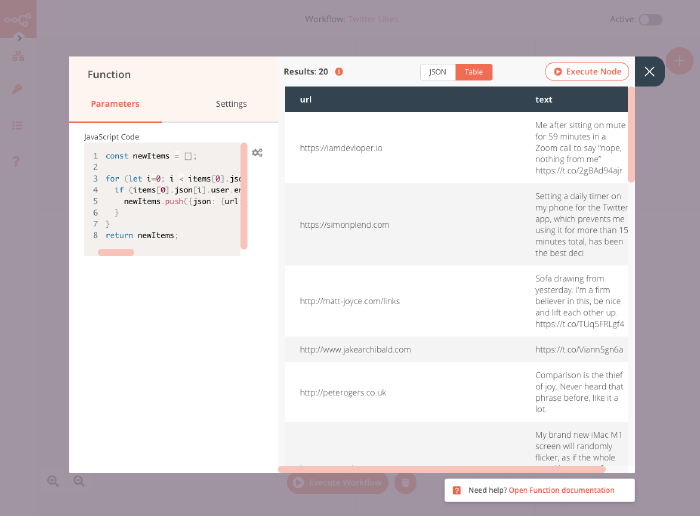 Workflow: Twitter Likes
Active:
Function
Parameters
Settings
JavaScript Code
1 const newItems = [];
2
3 for (let i=0; i < items[0].jso
4 if (items[0].json[i].user.en
5 newItems.push({json: {url
6 }
7 }
8 return newItems;
Results: 20
JSON
Table
Execute Node
url
text
https://iamdevloper.io
Me after sitting on mute
for 59 minutes in a
Zoom call to say "nope,
nothing from me"
https://t.co/2gBAd94ajr
https://simonplend.com
Setting a daily timer on
my phone for the Twitter
app, which prevents me
using it for more than 15
minutes total, has been
the best deci
http://matt-joyce.com/links
Sofa drawing from
yesterday. I'm a firm
believer in this, be nice
and lift each other up.
https://t.co/TUq5FRLgf4
http://www.jakearchibald.com
https://t.co/Viann5gn6a
http://peterogers.co.uk
Comparison is the thief
of joy. Never heard that
phrase before, like it a
lot.
My brand new iMac M1
screen will randomly
flicker, as if the whole
Execute Workflow
Need help? Open Function documentation